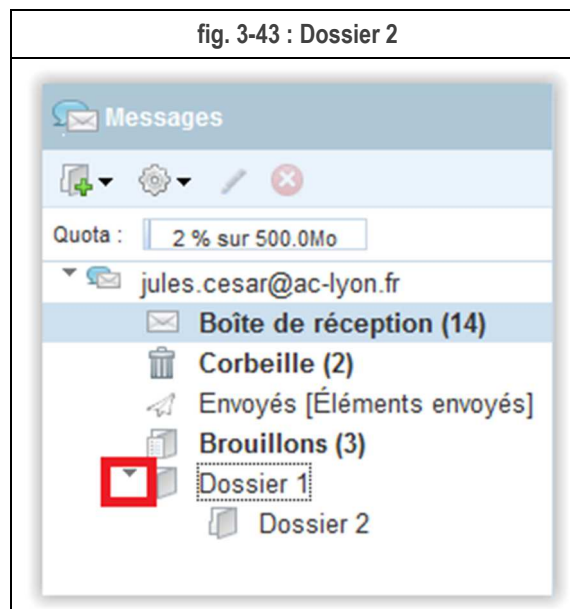 fig. 3-43 : Dossier 2
Messages
Quota : 2 % sur 500.0Mo
jules.cesar@ac-lyon.fr
Boîte de réception (14)
Corbeille (2)
Envoyés [Éléments envoyés]
Brouillons (3)
Dossier 1
Dossier 2